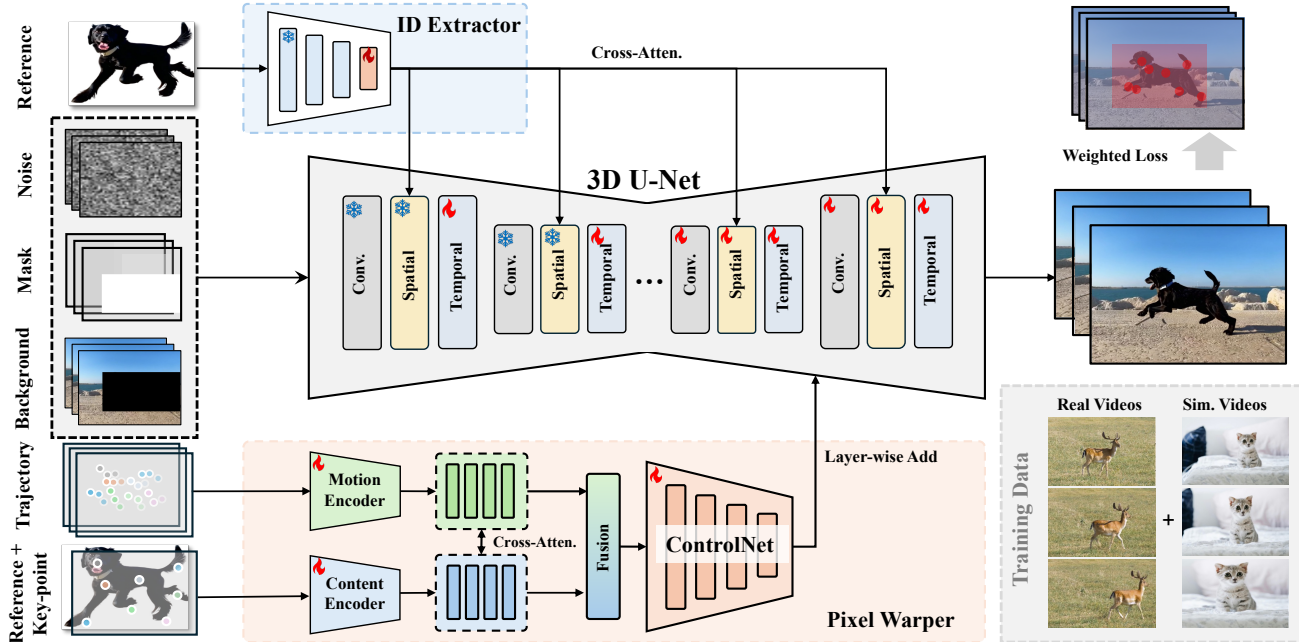 Reference
ID Extractor
Cross-Atten.
Noise
Mask
Background
3D U-Net
Conv.
Spatial
Temporal
Conv.
Spatial
Temporal
...
Conv.
Spatial
Temporal
Conv.
Spatial
Temporal
Weighted Loss
Trajectory
Reference +
Key-point
Motion
Encoder
Content
Encoder
Cross-Atten.
Fusion
ControlNet
Layer-wise Add
Pixel Warper
Training Data
Real Videos
Sim. Videos
+